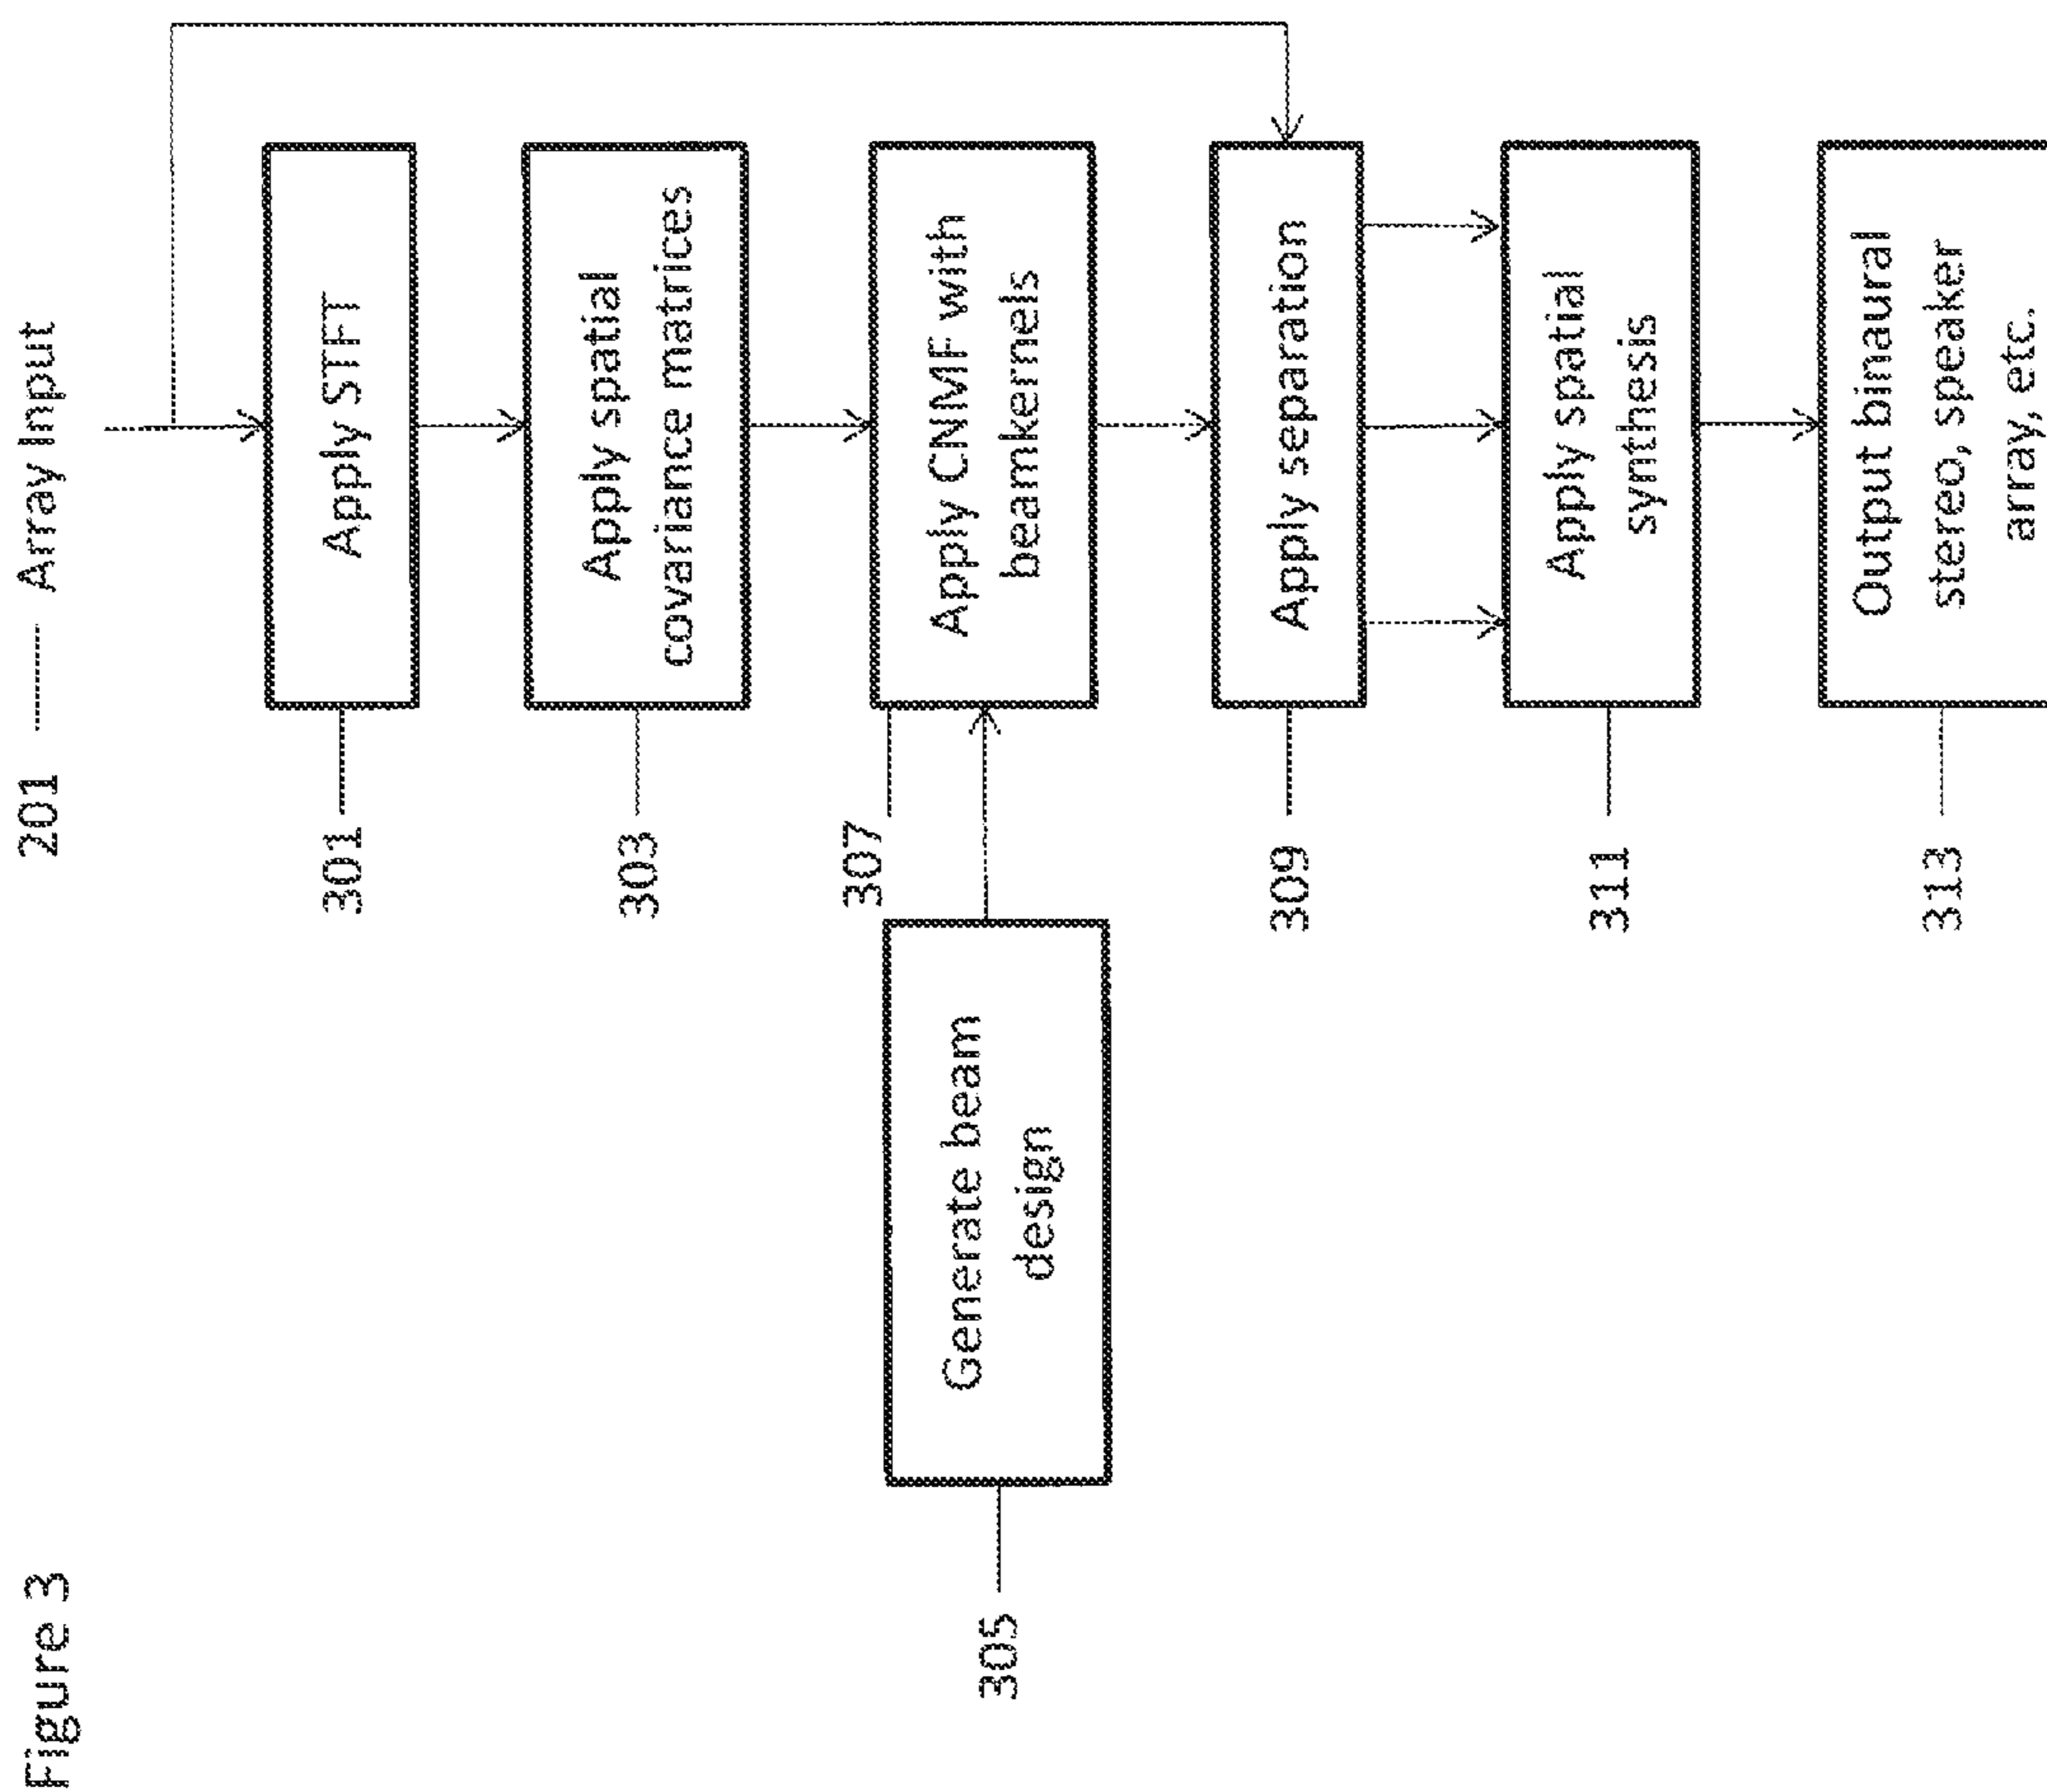 Figure 3
201
Array Input
301
Apply STFT
303
Apply spatial
covariance matrices
305
Generate beam
design
307
Apply CNMF with
beamkernels
309
Apply separation
311
Apply spatial
synthesis
313
Output binaural
stereo, speaker
array, etc.